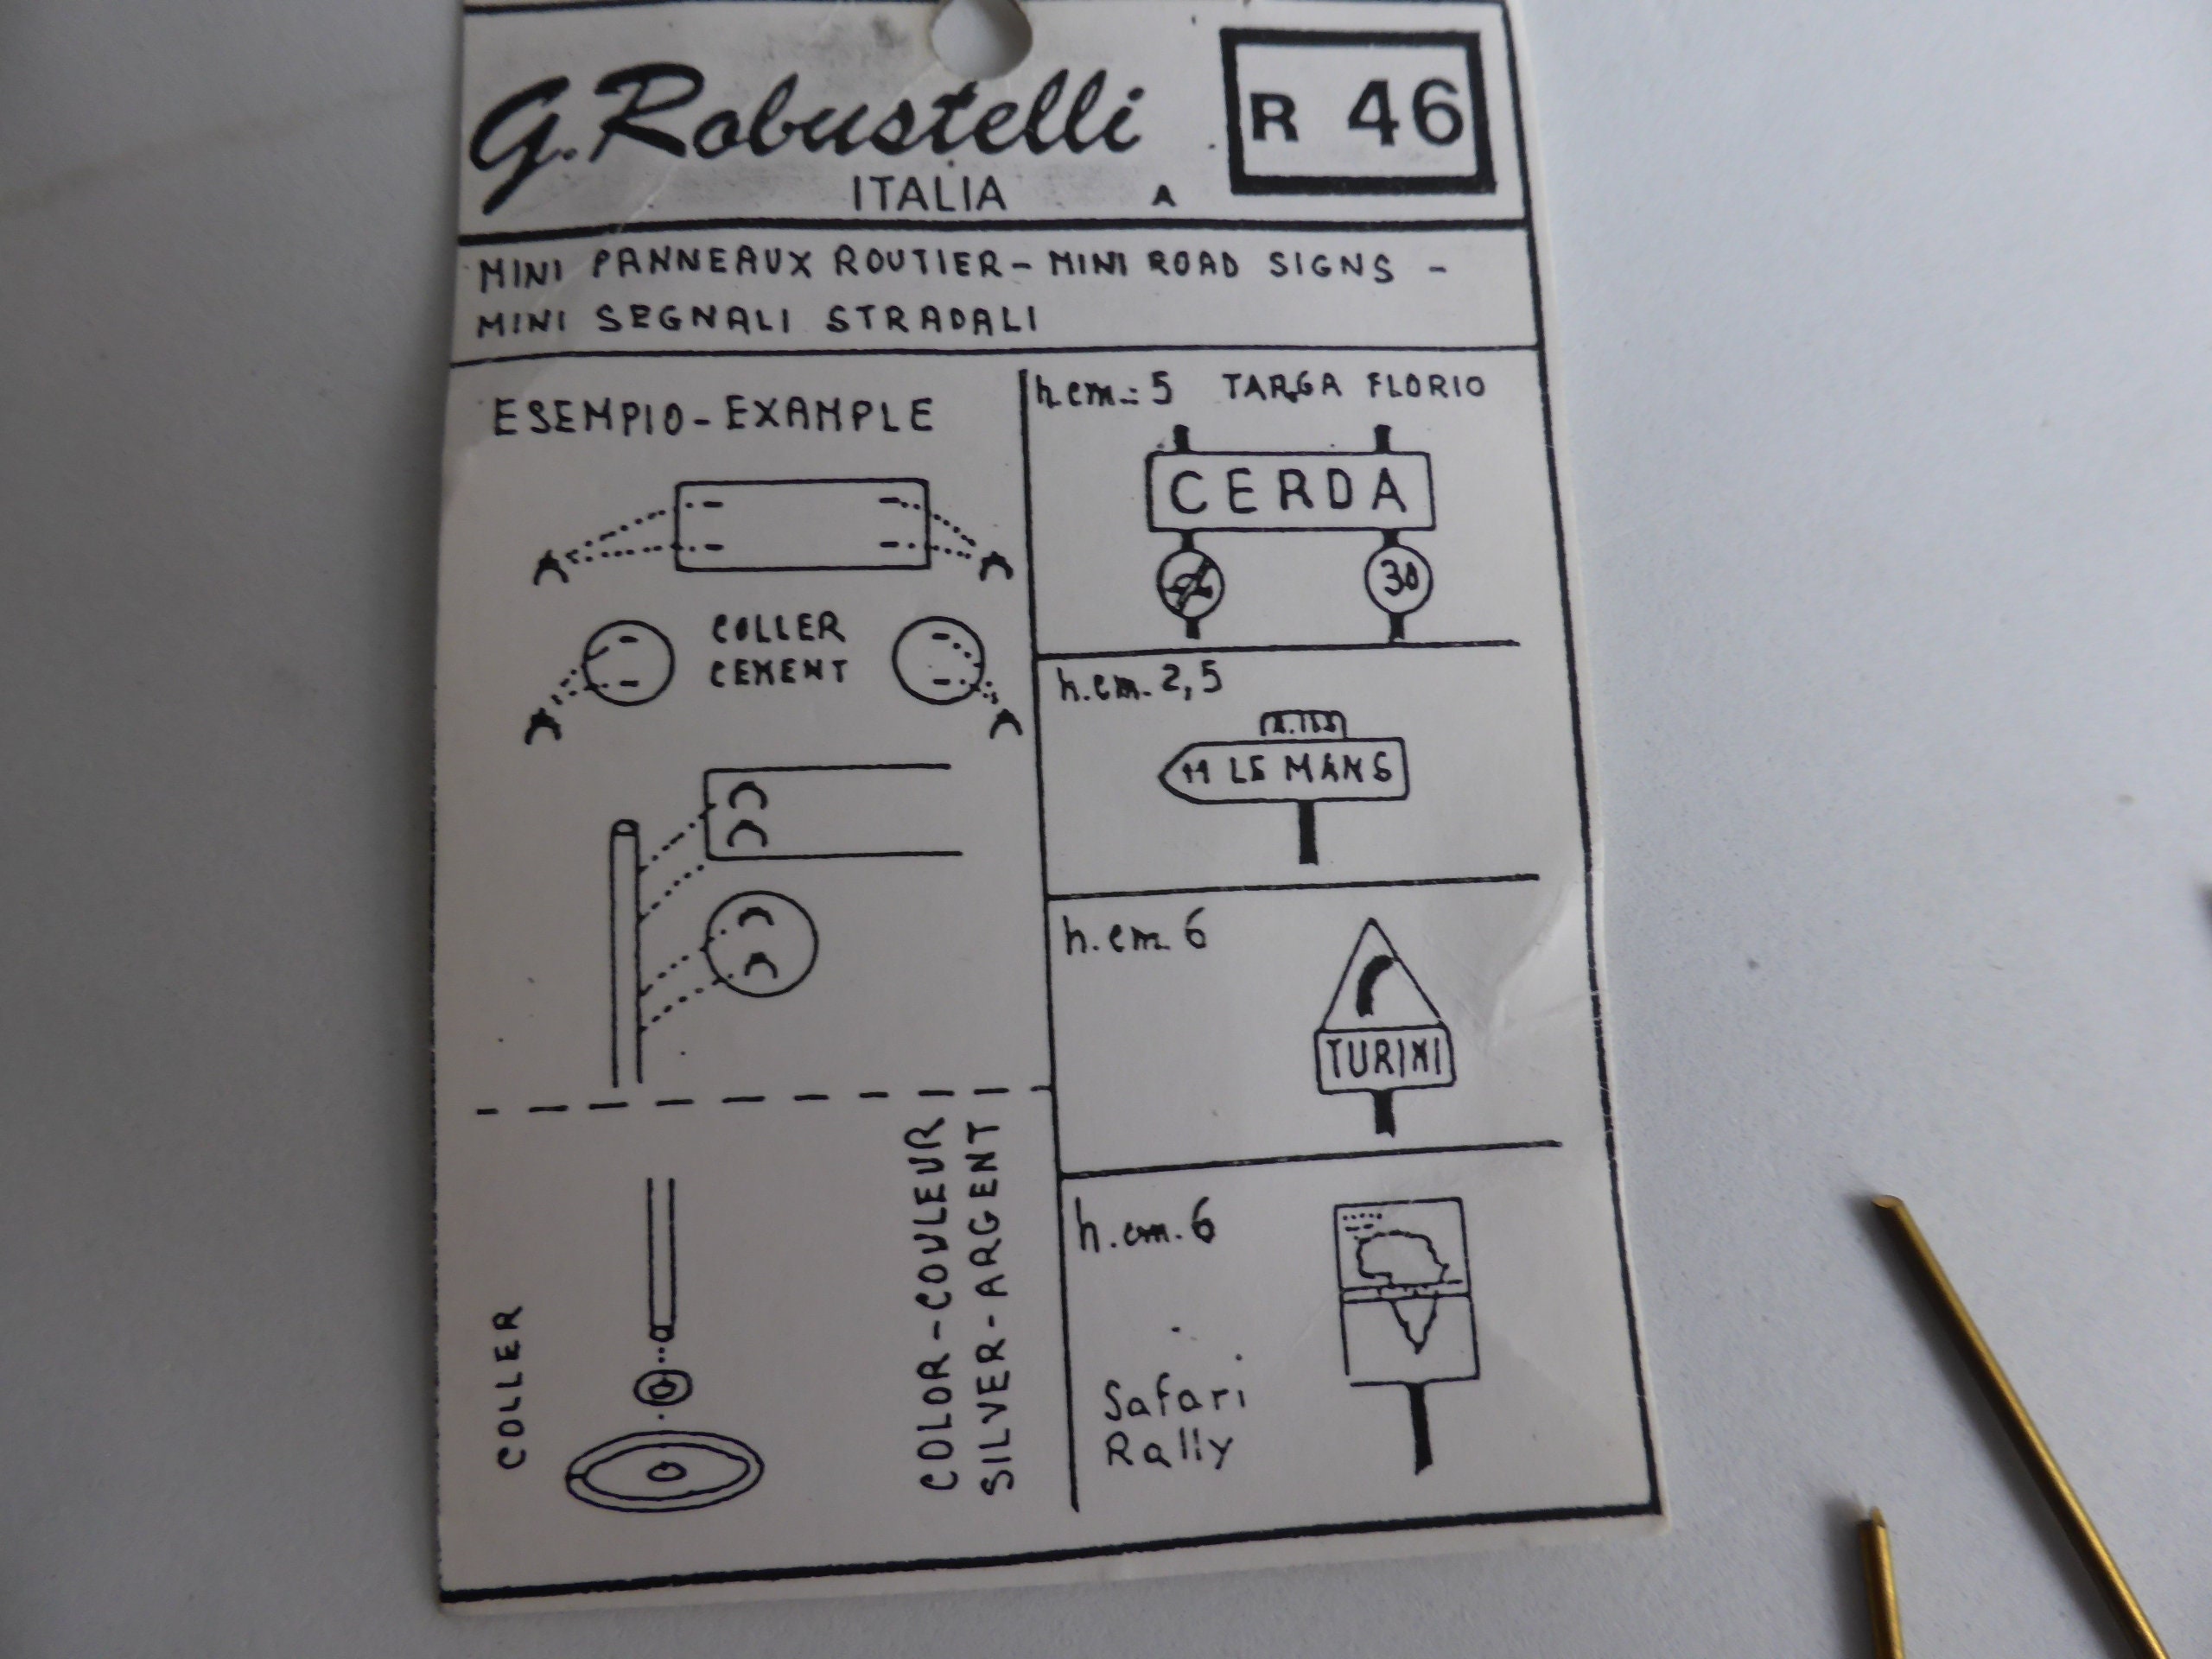 G. Robustelli
ITALIA
A
R 46
MINI PANNEAUX ROUTIER - MINI ROAD SIGNS -
MINI SEGNALI STRADALI
ESEMPIO - EXAMPLE
COLLER
CEMENT
COLLER
COLOR - COULEUR
SILVER - ARGENT
h cm. 5 TARGA FLORIO
CERDA
30
h. cm. 2,5
LE MANS
h. cm. 6
TURINI
h. cm. 6
Safari
Rally